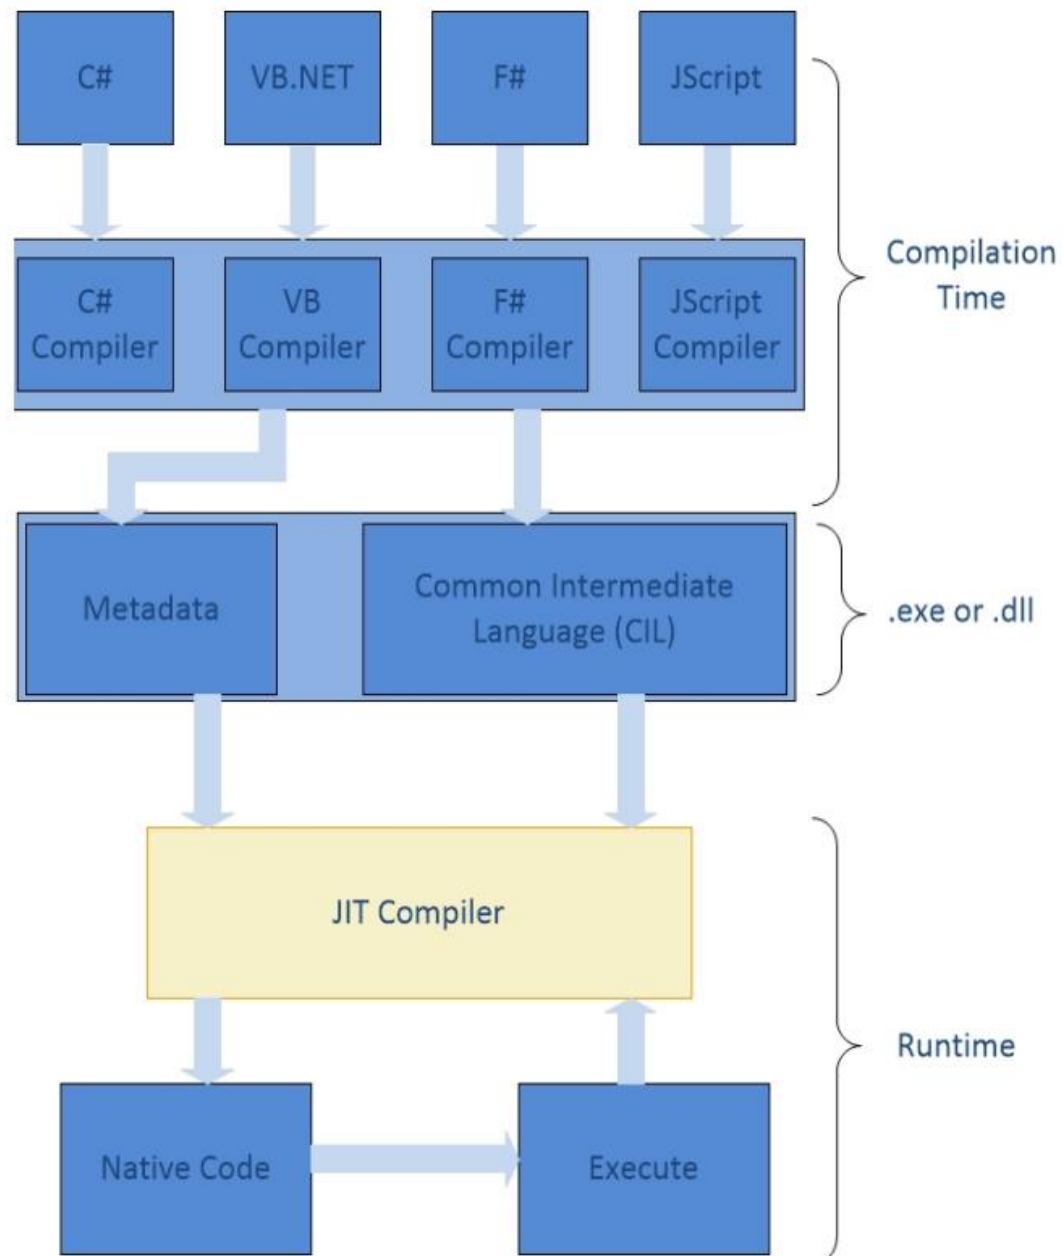 C#
VB.NET
F#
JScript
Compilation
Time
C#
Compiler
VB
Compiler
F#
Compiler
JScript
Compiler
Metadata
Common Intermediate
Language (CIL)
.exe or .dll
JIT Compiler
Runtime
Native Code
Execute